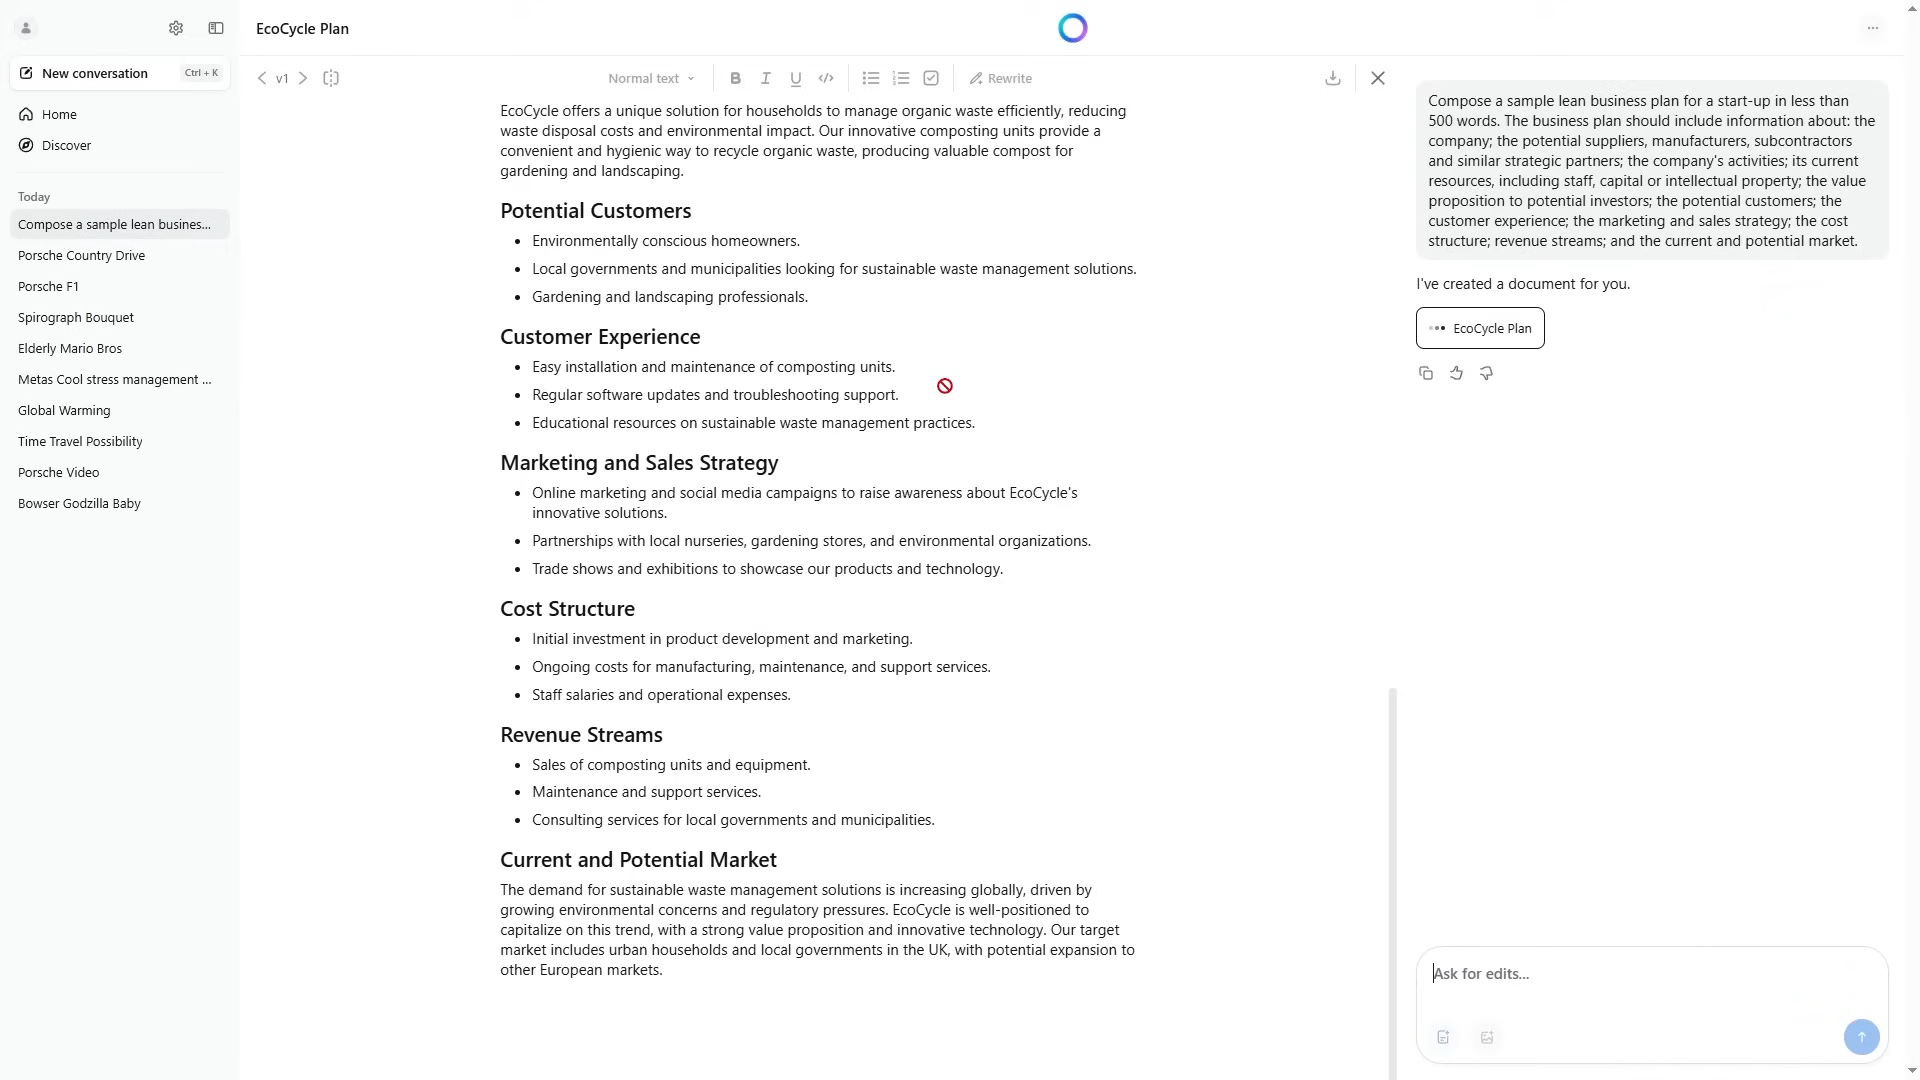 New conversation
Ctrl + K
Home
Discover
Today
Compose a sample lean busines...
Porsche Country Drive
Porsche F1
Spirograph Bouquet
Elderly Mario Bros
Metas Cool stress management ...
Global Warming
Time Travel Possibility
Porsche Video
Bowser Godzilla Baby
EcoCycle Plan
v1
Normal text
B
I
U
Rewrite
EcoCycle offers a unique solution for households to manage organic waste efficiently, reducing
waste disposal costs and environmental impact. Our innovative composting units provide a
convenient and hygienic way to recycle organic waste, producing valuable compost for
gardening and landscaping.
Potential Customers
• Environmentally conscious homeowners.
• Local governments and municipalities looking for sustainable waste management solutions.
• Gardening and landscaping professionals.
Customer Experience
• Easy installation and maintenance of composting units.
• Regular software updates and troubleshooting support.
• Educational resources on sustainable waste management practices.
Marketing and Sales Strategy
• Online marketing and social media campaigns to raise awareness about EcoCycle's
innovative solutions.
• Partnerships with local nurseries, gardening stores, and environmental organizations.
• Trade shows and exhibitions to showcase our products and technology.
Cost Structure
• Initial investment in product development and marketing.
• Ongoing costs for manufacturing, maintenance, and support services.
• Staff salaries and operational expenses.
Revenue Streams
• Sales of composting units and equipment.
• Maintenance and support services.
• Consulting services for local governments and municipalities.
Current and Potential Market
The demand for sustainable waste management solutions is increasing globally, driven by
growing environmental concerns and regulatory pressures. EcoCycle is well-positioned to
capitalize on this trend, with a strong value proposition and innovative technology. Our target
market includes urban households and local governments in the UK, with potential expansion to
other European markets.
Compose a sample lean business plan for a start-up in less than
500 words. The business plan should include information about: the
company; the potential suppliers, manufacturers, subcontractors
and similar strategic partners; the company's activities; its current
resources, including staff, capital or intellectual property; the value
proposition to potential investors; the potential customers; the
customer experience; the marketing and sales strategy; the cost
structure; revenue streams; and the current and potential market.
I've created a document for you.
EcoCycle Plan
Ask for edits...